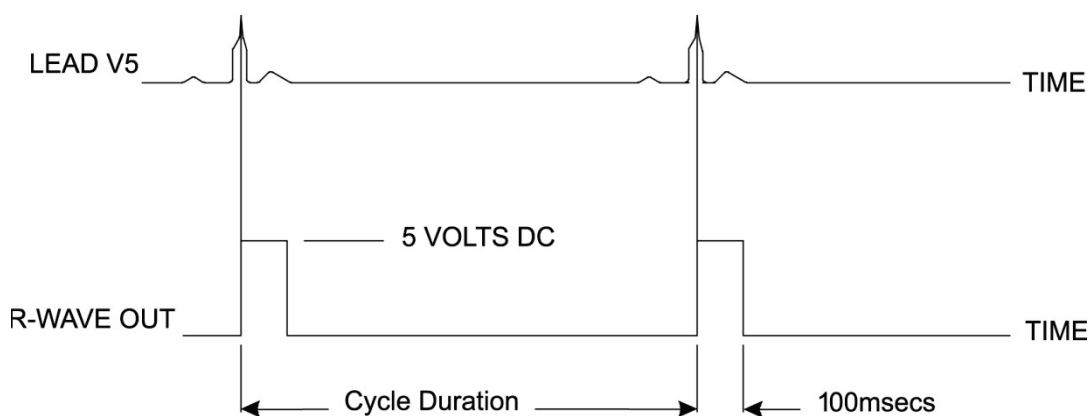 LEAD V5
TIME
5 VOLTS DC
R-WAVE OUT
TIME
Cycle Duration
100msecs